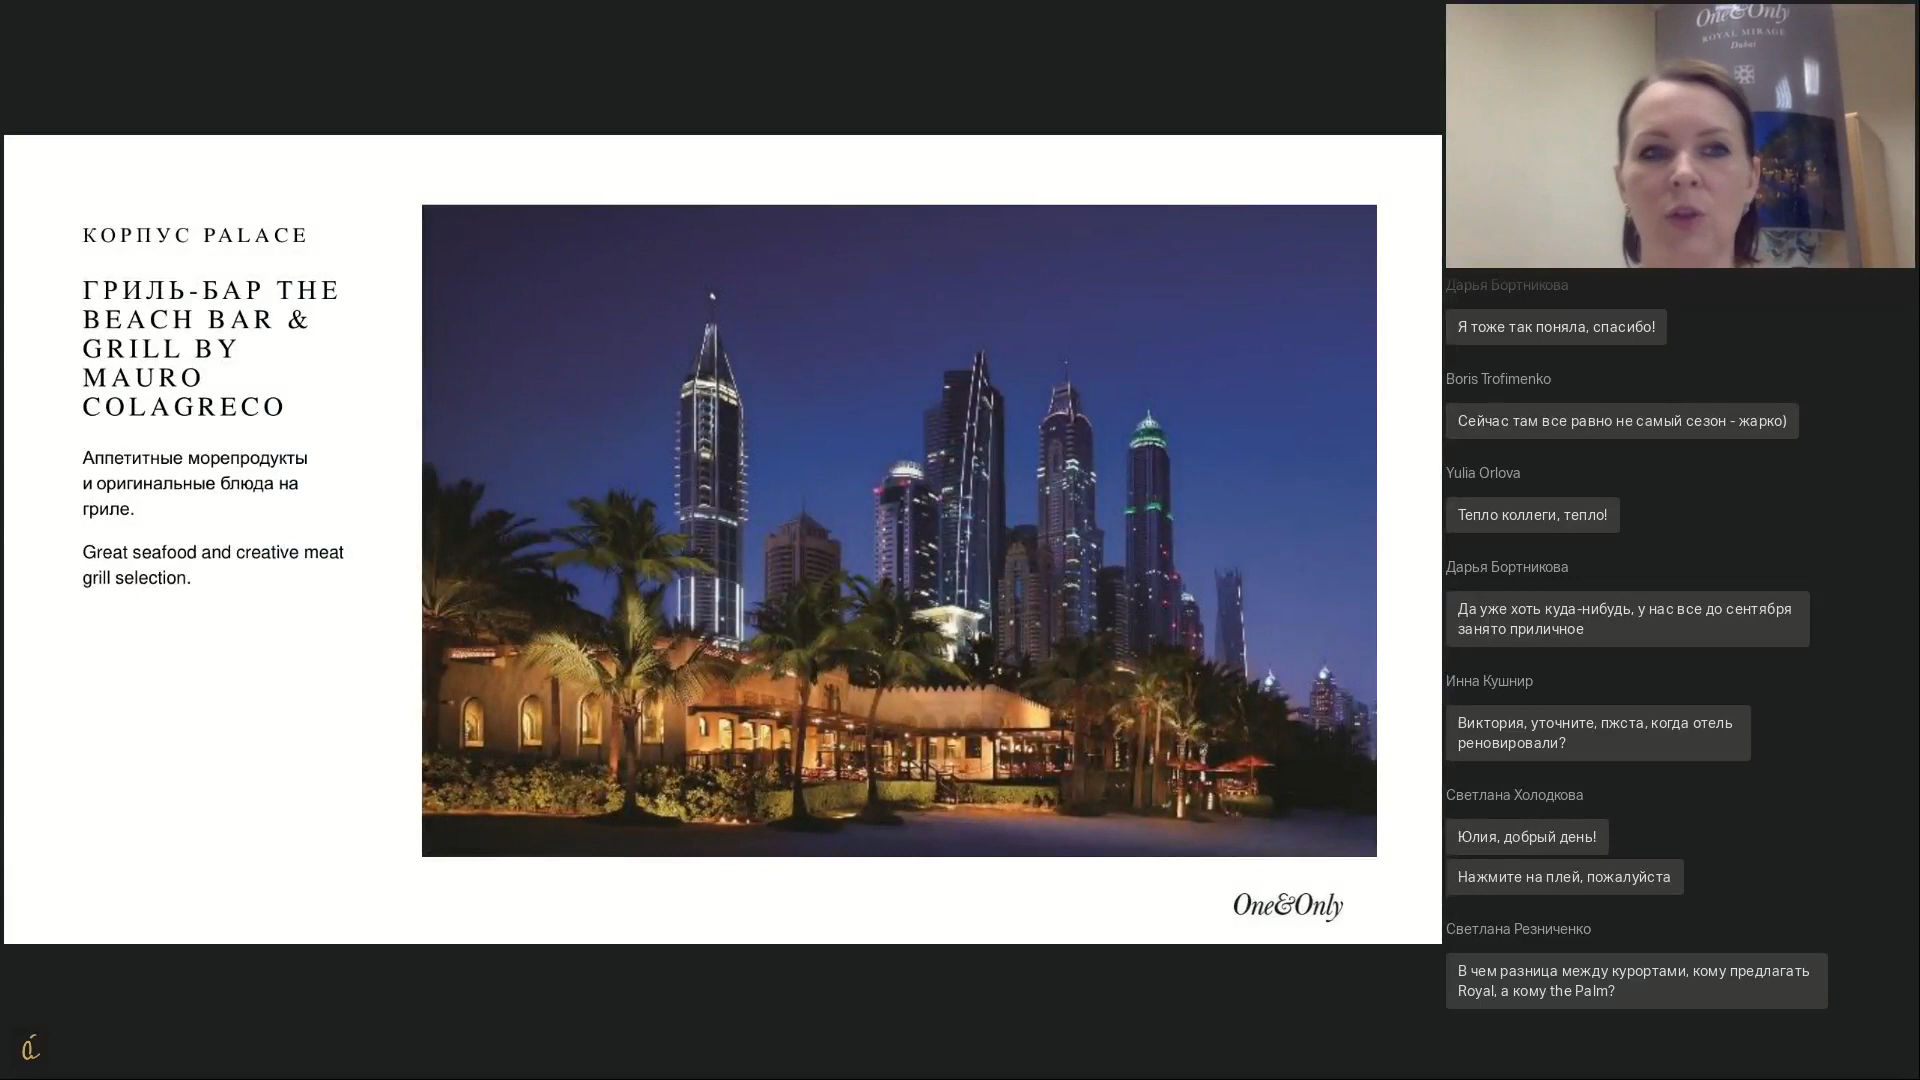 КОРПУС PALACE
ГРИЛЬ-БАР THE
BEACH BAR &
GRILL BY
MAURO
COLAGRECO
Аппетитные морепродукты
и оригинальные блюда на
гриле.
Great seafood and creative meat
grill selection.
One&Only
One&Only
ROYAL MIRAGE
Dubai
Дарья Бортникова
Я тоже так поняла, спасибо!
Boris Trofimenko
Сейчас там все равно не самый сезон - жарко)
Yulia Orlova
Тепло коллеги, тепло!
Дарья Бортникова
Да уже хоть куда-нибудь, у нас все до сентября
занято приличное
Инна Кушнир
Виктория, уточните, пжста, когда отель
реновировали?
Светлана Холодкова
Юлия, добрый день!
Нажмите на плей, пожалуйста
Светлана Резниченко
В чем разница между курортами, кому предлагать
Royal, а кому the Palm?
á